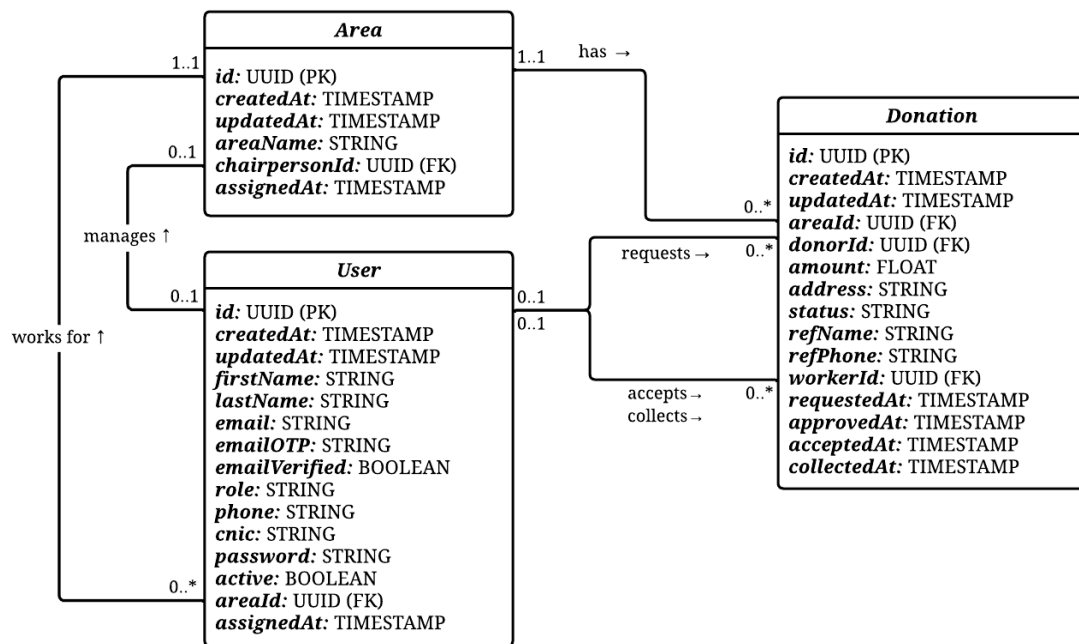 Area
id: UUID (PK)
createdAt: TIMESTAMP
updatedAt: TIMESTAMP
areaName: STRING
chairpersonId: UUID (FK)
assignedAt: TIMESTAMP
1..1
0..1
manages ↑
0..1
works for ↑
0..*
User
id: UUID (PK)
createdAt: TIMESTAMP
updatedAt: TIMESTAMP
firstName: STRING
lastName: STRING
email: STRING
emailOTP: STRING
emailVerified: BOOLEAN
role: STRING
phone: STRING
cnic: STRING
password: STRING
active: BOOLEAN
areaId: UUID (FK)
assignedAt: TIMESTAMP
1..1
has →
0..*
0..1
0..1
requests →
0..*
accepts→
collects→
0..*
Donation
id: UUID (PK)
createdAt: TIMESTAMP
updatedAt: TIMESTAMP
areaId: UUID (FK)
donorId: UUID (FK)
amount: FLOAT
address: STRING
status: STRING
refName: STRING
refPhone: STRING
workerId: UUID (FK)
requestedAt: TIMESTAMP
approvedAt: TIMESTAMP
acceptedAt: TIMESTAMP
collectedAt: TIMESTAMP